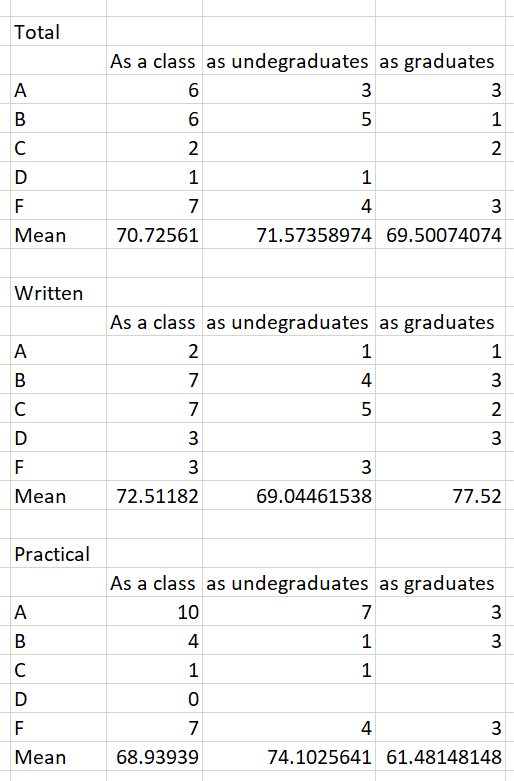 Total
As a class as undegraduates as graduates
A 6 3 3
B 6 5 1
C 2 2
D 1 1
F 7 4 3
Mean 70.72561 71.57358974 69.50074074
Written
As a class as undegraduates as graduates
A 2 1 1
B 7 4 3
C 7 5 2
D 3 3
F 3 3
Mean 72.51182 69.04461538 77.52
Practical
As a class as undegraduates as graduates
A 10 7 3
B 4 1 3
C 1 1
D 0
F 7 4 3
Mean 68.93939 74.1025641 61.48148148